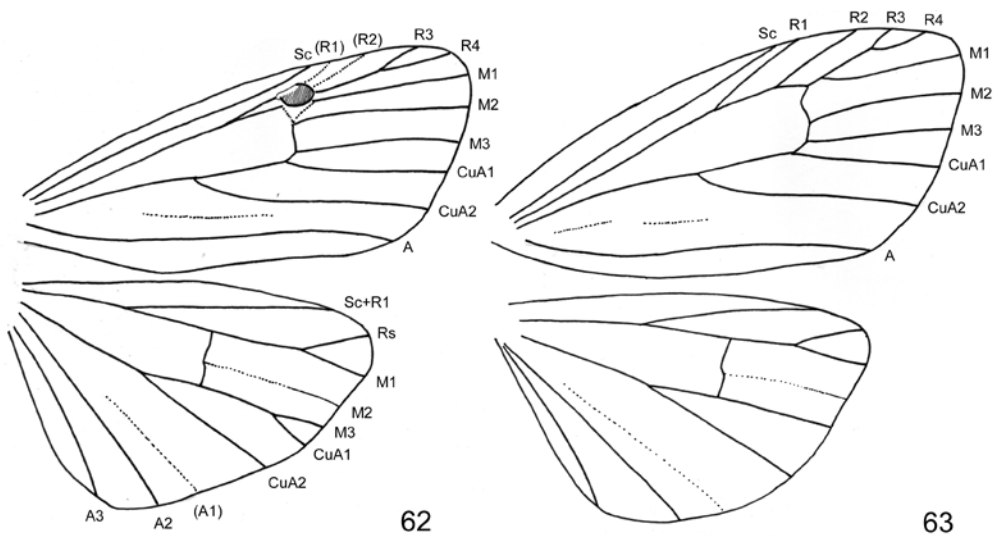 Sc (R1) (R2) R3 R4
M1
M2
M3
CuA1
CuA2
A
Sc+R1
Rs
M1
M2
M3
CuA1
CuA2
(A1)
A2
A3
62
Sc R1 R2 R3 R4
M1
M2
M3
CuA1
CuA2
A
63